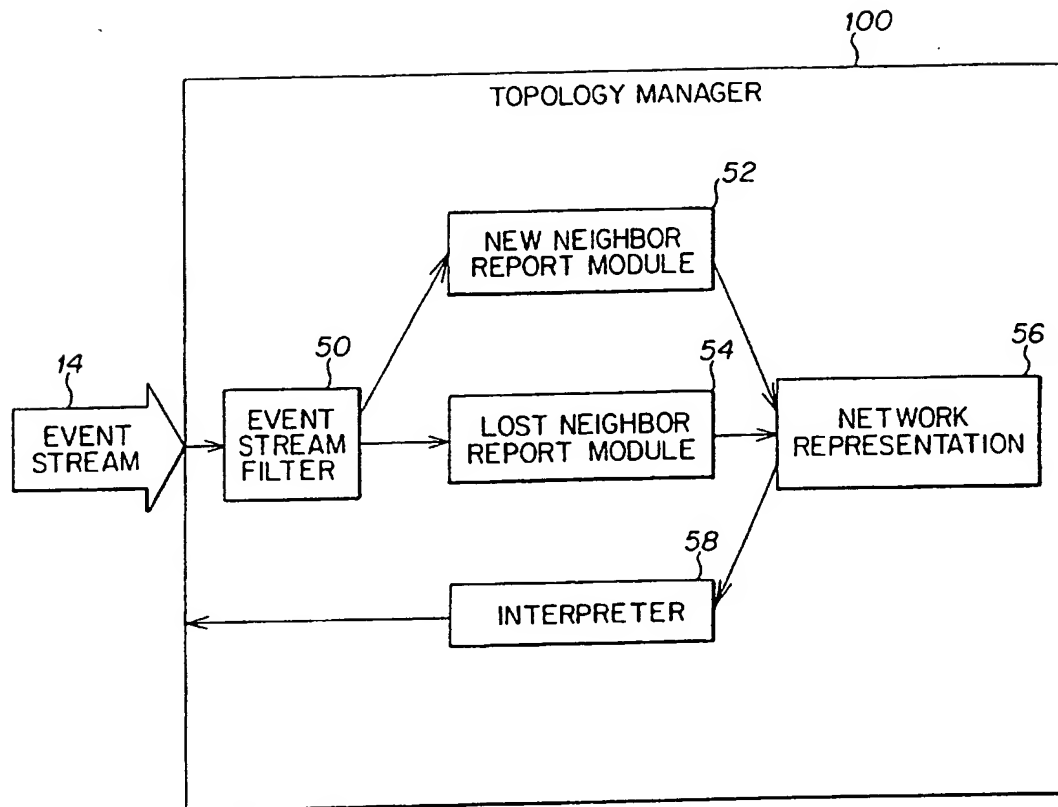 100
TOPOLOGY MANAGER
52
NEW NEIGHBOR
REPORT MODULE
14
EVENT
STREAM
50
EVENT
STREAM
FILTER
54
LOST NEIGHBOR
REPORT MODULE
56
NETWORK
REPRESENTATION
58
INTERPRETER